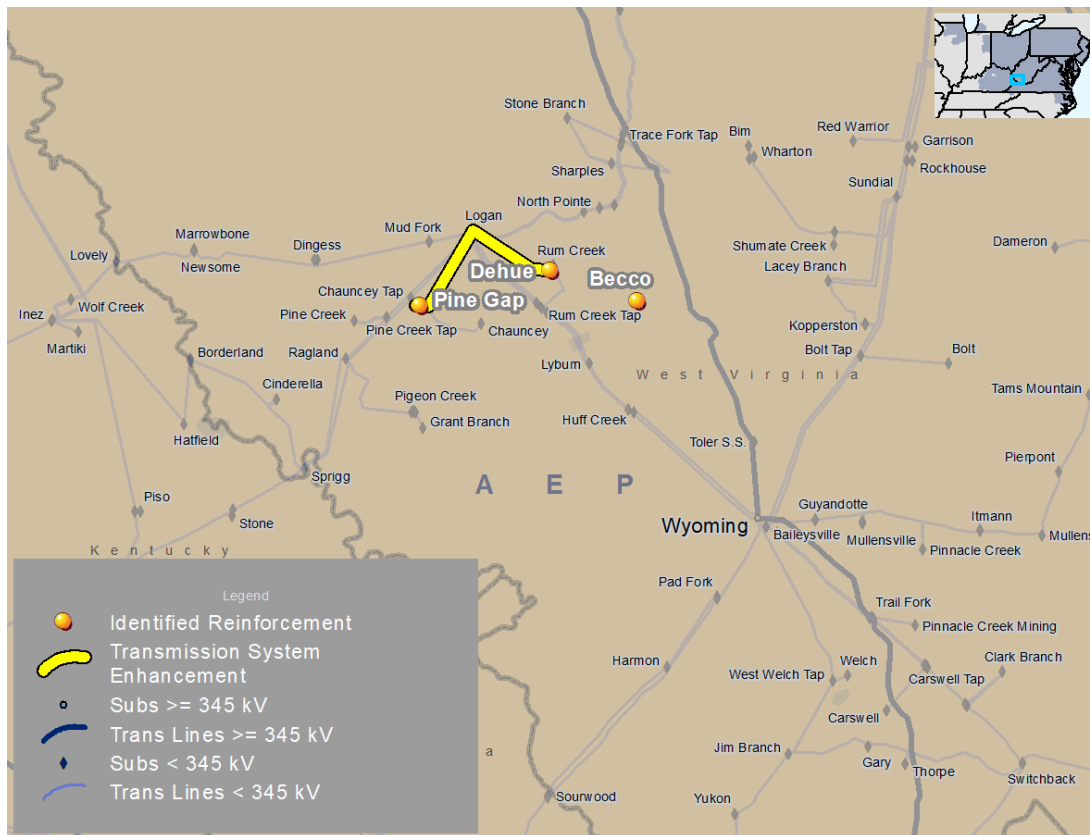 Stone Branch
Trace Fork Tap
Bim
Red Warrior
Garrison
Wharton
Rockhouse
Sharples
Sundial
North Pointe
Logan
Mud Fork
Marrowbone
Dingess
Rum Creek
Shumate Creek
Dameron
Lovely
Newsome
Dehue
Becco
Lacey Branch
Chauncey Tap
Pine Gap
Wolf Creek
Inez
Pine Creek
Rum Creek Tap
Kopperston
Martiki
Pine Creek Tap
Chauncey
Borderland
Ragland
Lyburn
Bolt Tap
Bolt
West Virginia
Cinderella
Tams Mountain
Pigeon Creek
Grant Branch
Huff Creek
Hatfield
Toler S.S.
Sprigg
Pierpont
A E P
Piso
Stone
Wyoming
Guyandotte
Itmann
Baileysville
Mullensville
Mullens
Pinnacle Creek
Kentucky
Pad Fork
Trail Fork
Pinnacle Creek Mining
Harmon
West Welch Tap
Welch
Clark Branch
Carswell Tap
Carswell
a
Jim Branch
Gary
Thorpe
Switchback
Sourwood
Yukon
Legend
Identified Reinforcement
Transmission System
Enhancement
Subs >= 345 kV
Trans Lines >= 345 kV
Subs < 345 kV
Trans Lines < 345 kV